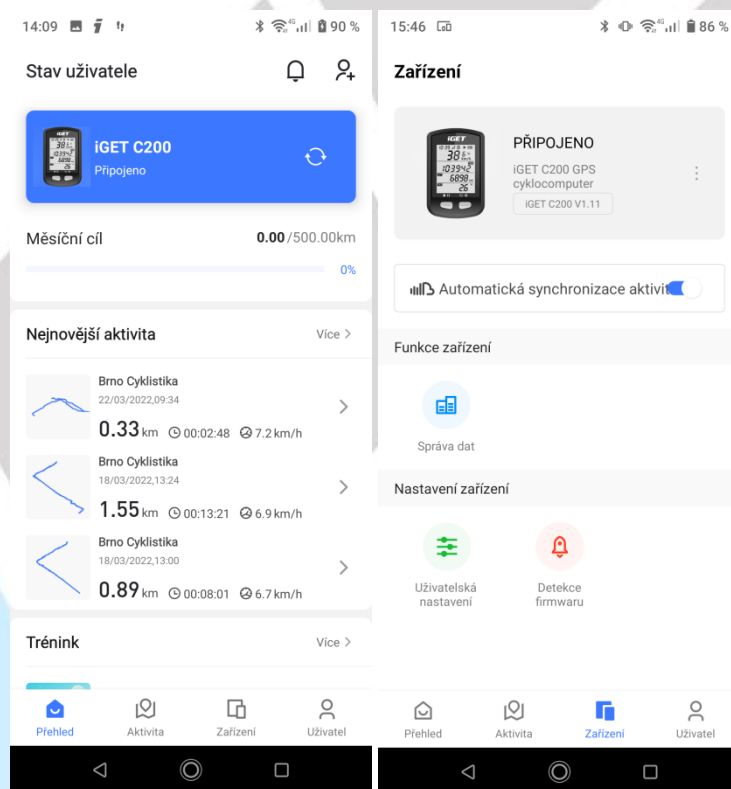 14:09
4G
90 %
Stav uživatele
iGET C200
Připojeno
Měsíční cíl
0.00/500.00km
0%
Nejnovější aktivita
Více >
Brno Cyklistika
22/03/2022,09:34
0.33 km 00:02:48 7.2 km/h
Brno Cyklistika
18/03/2022,13:24
1.55 km 00:13:21 6.9 km/h
Brno Cyklistika
18/03/2022,13:00
0.89 km 00:08:01 6.7 km/h
Trénink
Více >
Přehled
Aktivita
Zařízení
Uživatel
15:46
4G
86 %
Zařízení
iGET
PŘIPOJENO
iGET C200 GPS
cyklocomputer
iGET C200 V1.11
Automatická synchronizace aktivit
Funkce zařízení
Správa dat
Nastavení zařízení
Uživatelská
nastavení
Detekce
firmwaru
Přehled
Aktivita
Zařízení
Uživatel